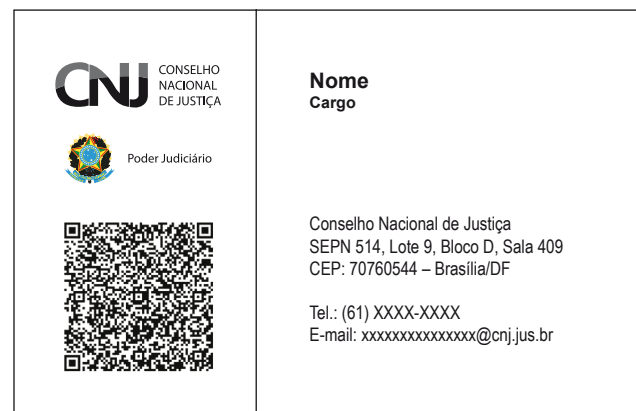 CNJ
CONSELHO
NACIONAL
DE JUSTIÇA
Poder Judiciário
Nome
Cargo
Conselho Nacional de Justiça
SEPN 514, Lote 9, Bloco D, Sala 409
CEP: 70760544 – Brasília/DF
Tel.: (61) XXXX-XXXX
E-mail: xxxxxxxxxxxxxxx@cnj.jus.br